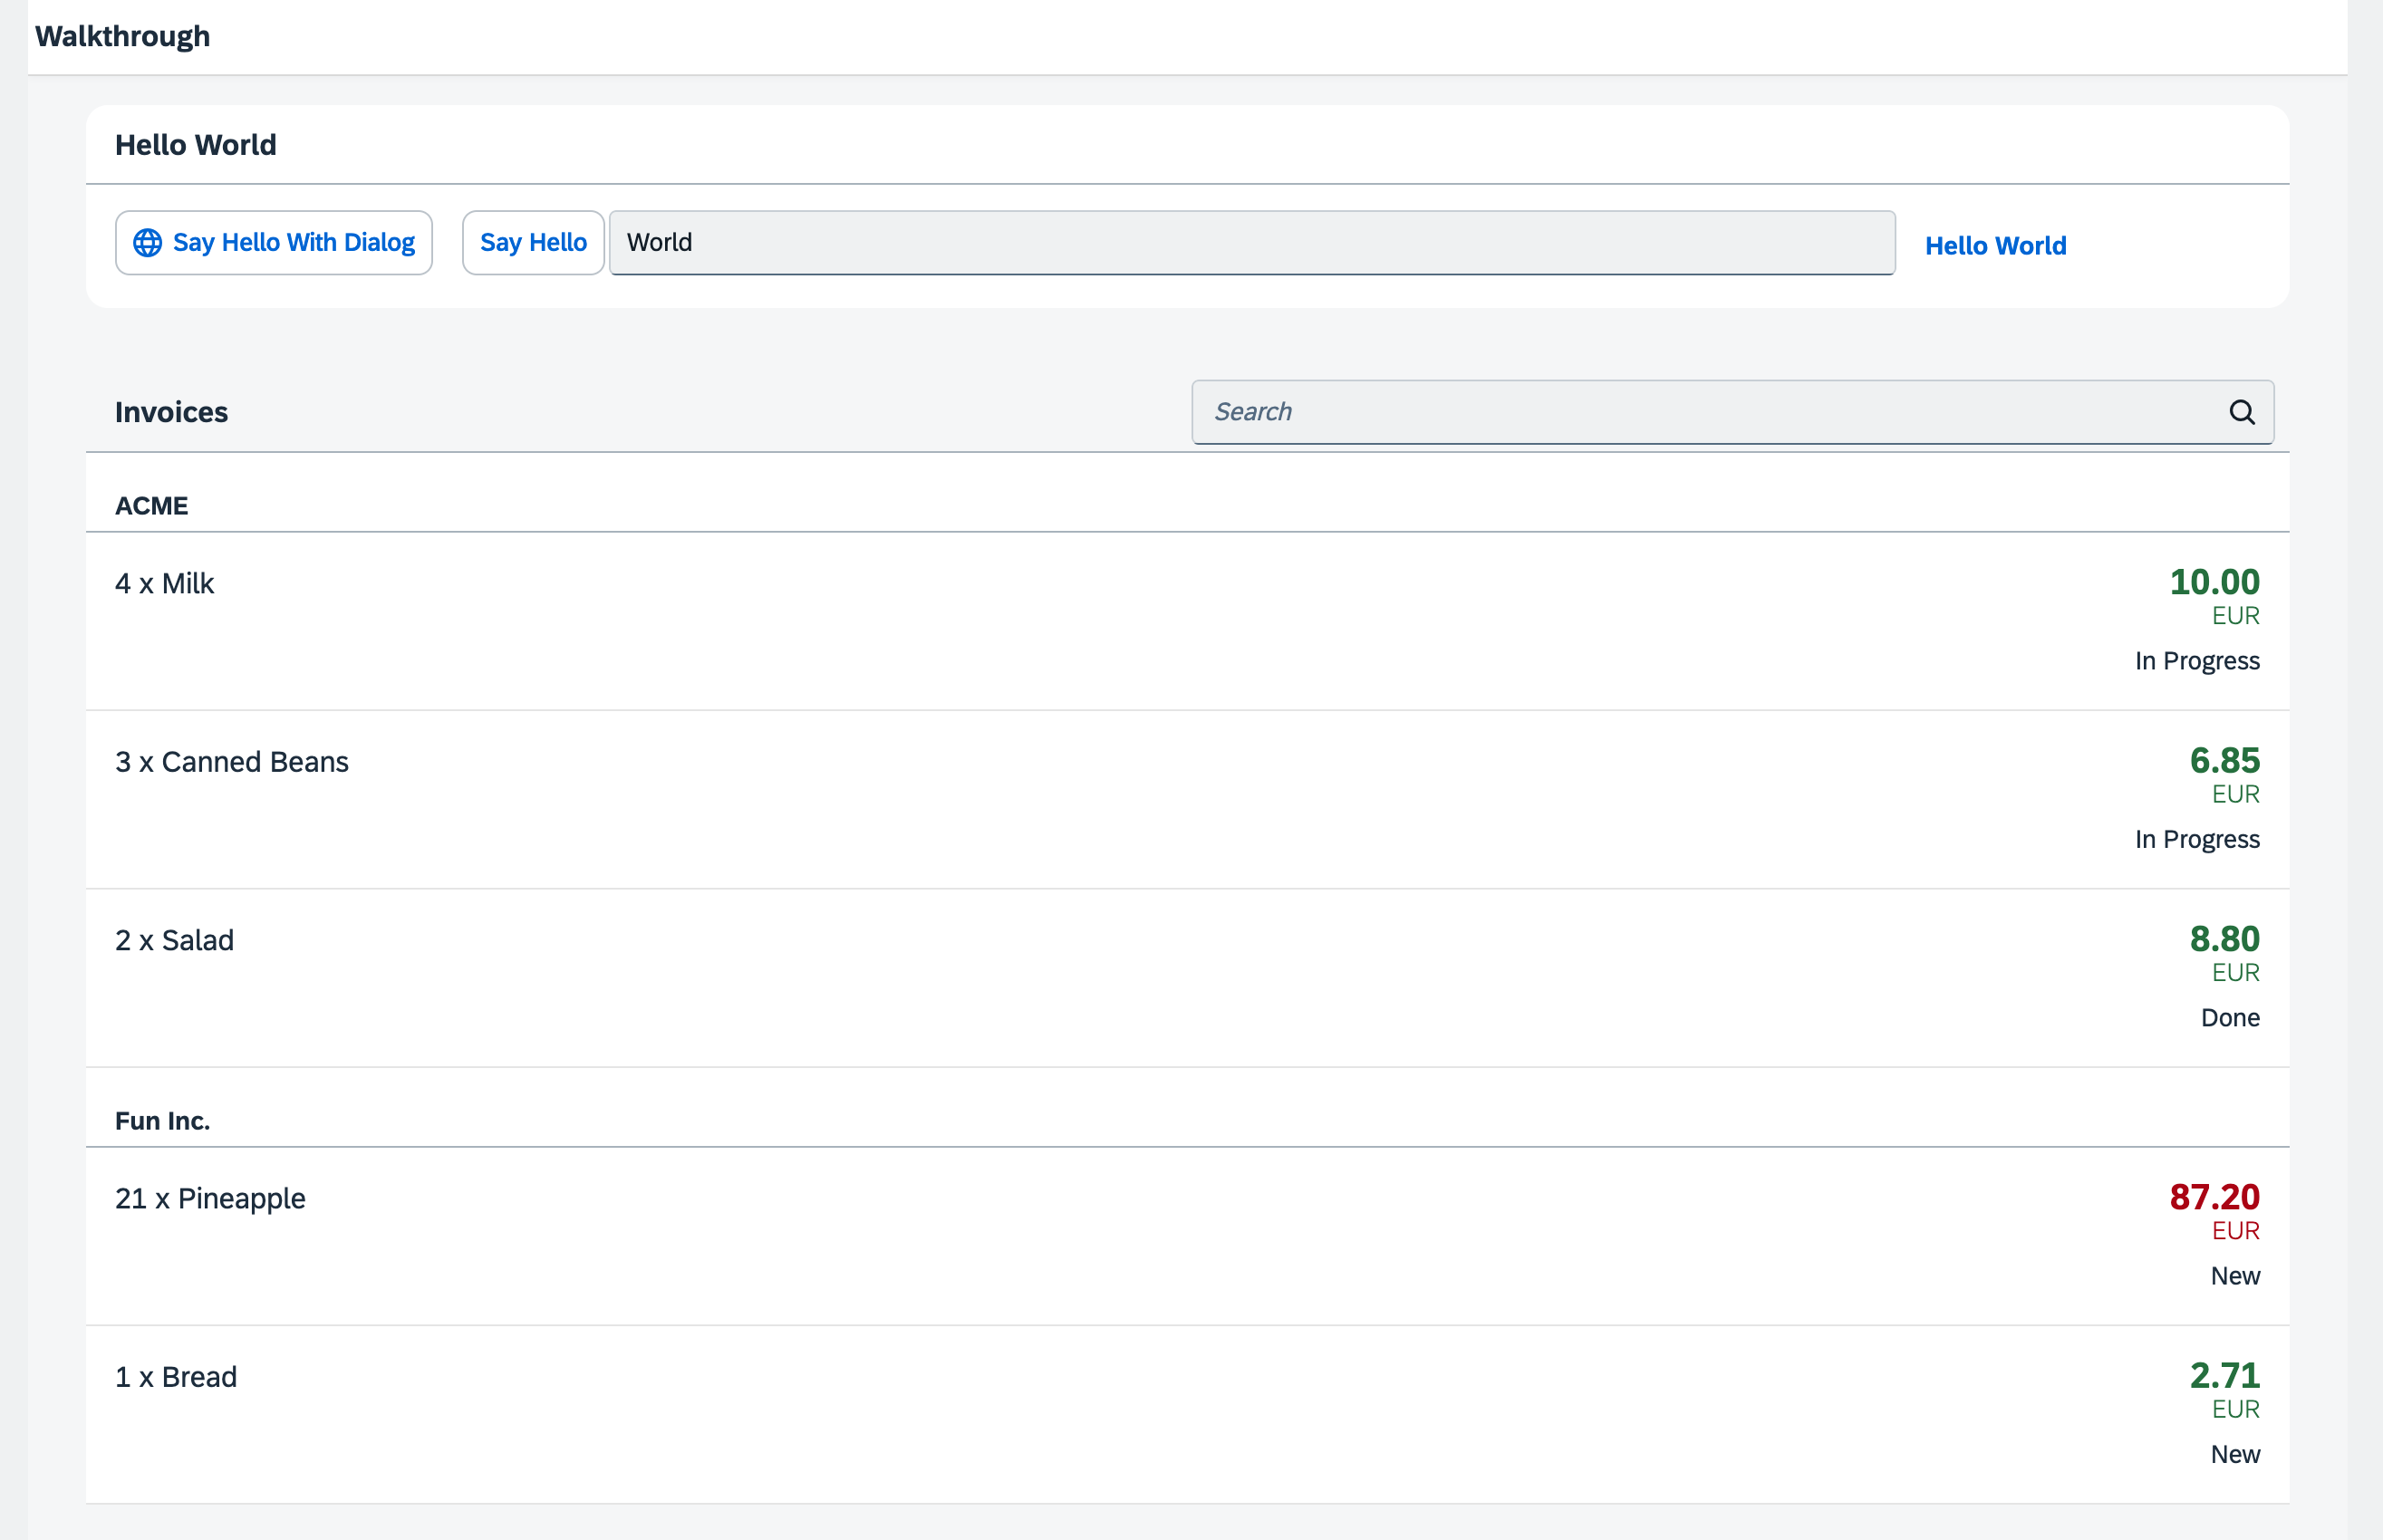 Walkthrough
Hello World
Say Hello With Dialog Say Hello World Hello World
Invoices Search
ACME
4 x Milk 10.00
EUR
In Progress
3 x Canned Beans 6.85
EUR
In Progress
2 x Salad 8.80
EUR
Done
Fun Inc.
21 x Pineapple 87.20
EUR
New
1 x Bread 2.71
EUR
New